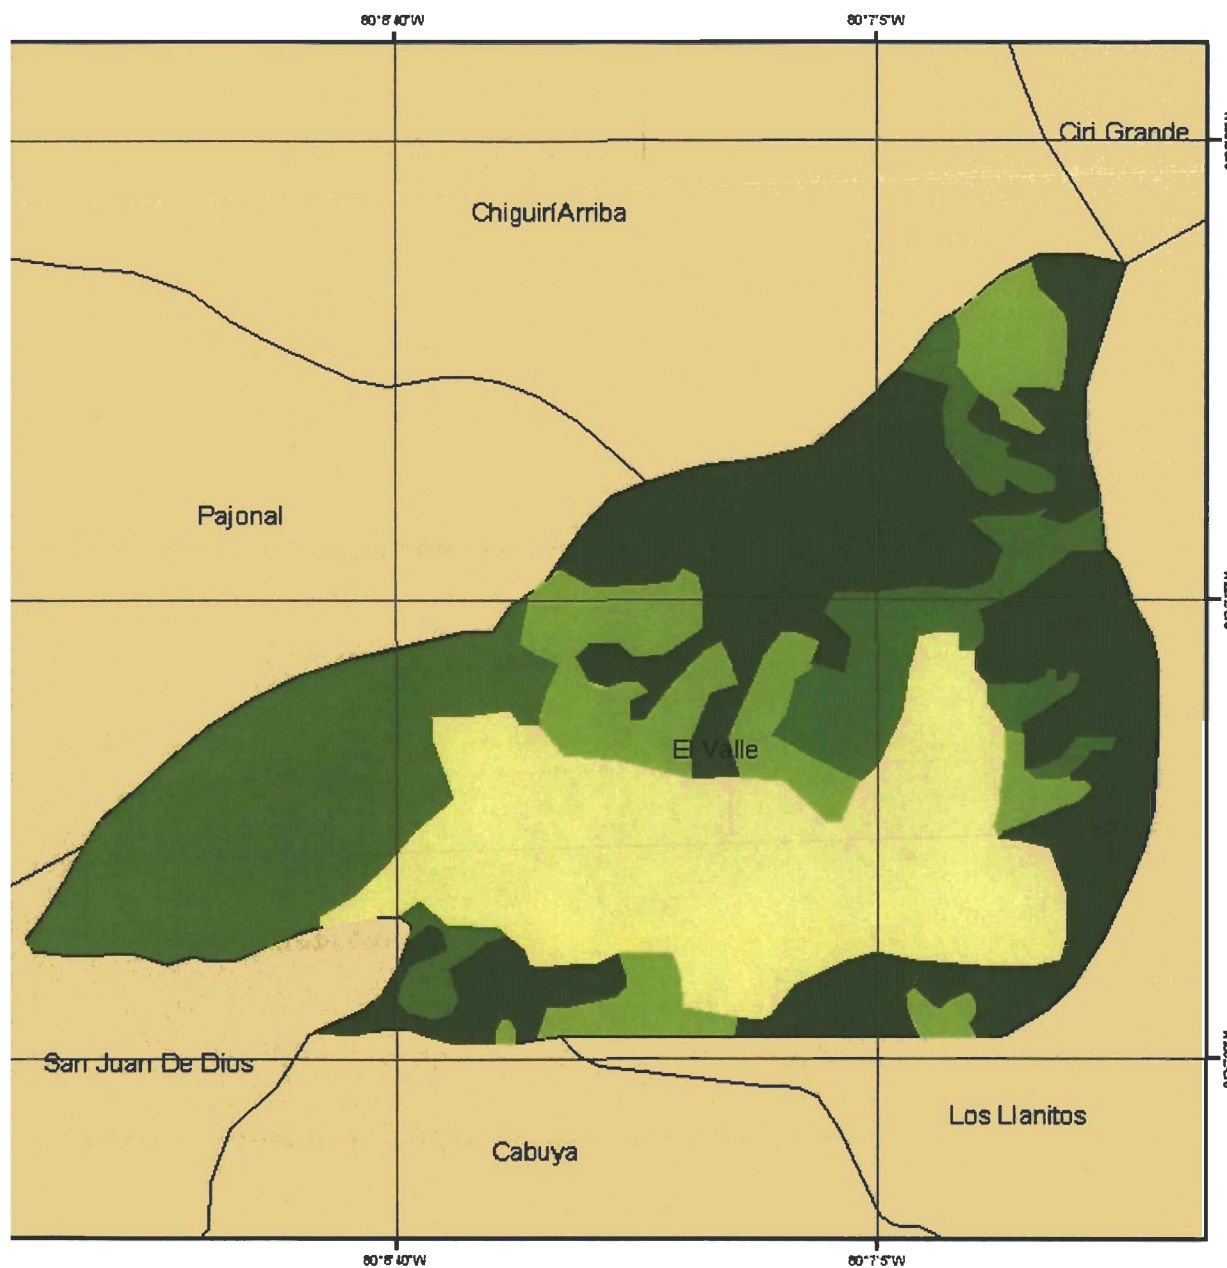 80°8'40"W 80°7'5"W
Ciri Grande
ChiguiríArriba
Pajonal
El Valle
San Juan De Dios
Los Llanitos
Cabuya
80°8'40"W 80°7'5"W